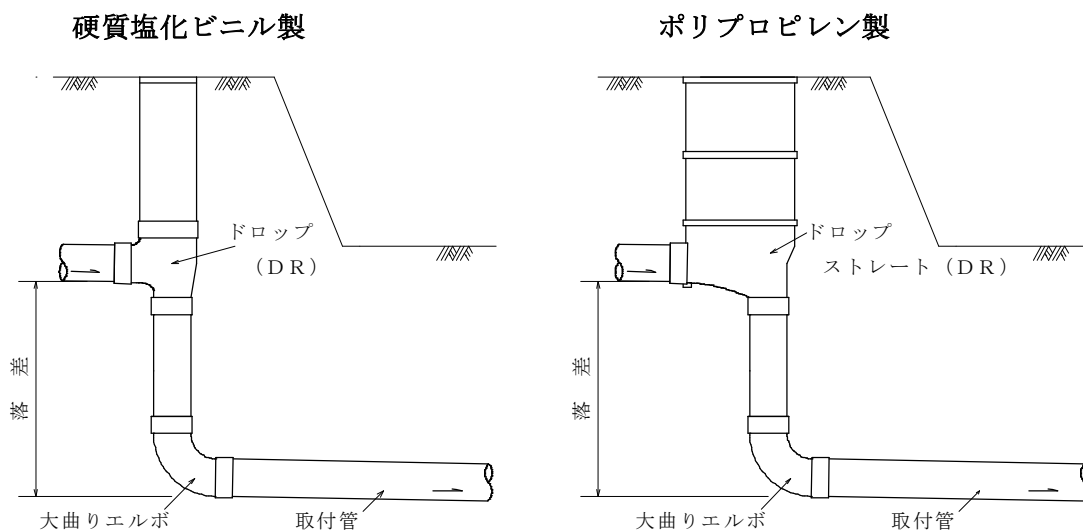 硬質塩化ビニル製
ドロップ
（ＤＲ）
落差
大曲りエルボ
取付管
ポリプロピレン製
ドロップ
ストレート（ＤＲ）
落差
大曲りエルボ
取付管